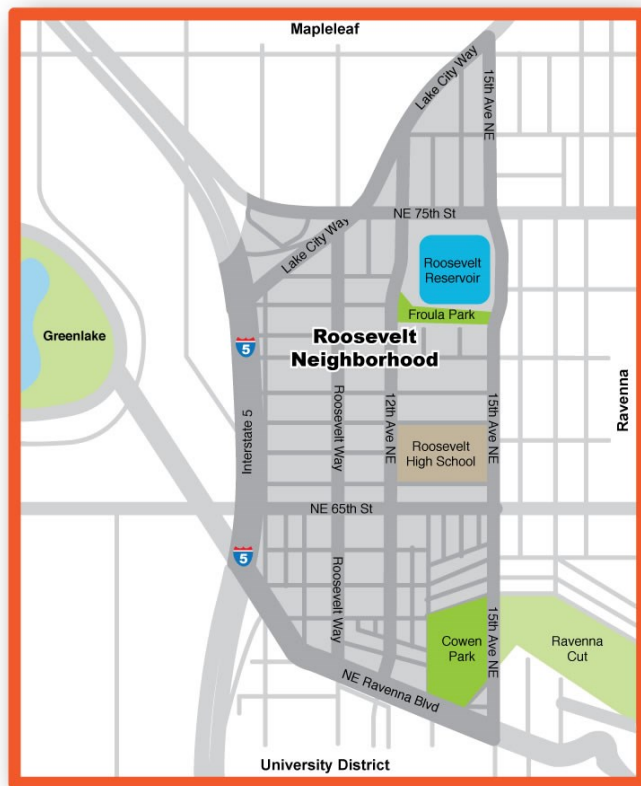 Mapleleaf
Lake City Way
15th Ave NE
NE 75th St
Lake City Way
Roosevelt
Reservoir
Froula Park
Greenlake
Roosevelt
Neighborhood
5
Ravenna
Interstate 5
Roosevelt Way
12th Ave NE
15th Ave NE
Roosevelt
High School
NE 65th St
5
Roosevelt Way
Cowen
Park
15th Ave NE
Ravenna
Cut
NE Ravenna Blvd
University District